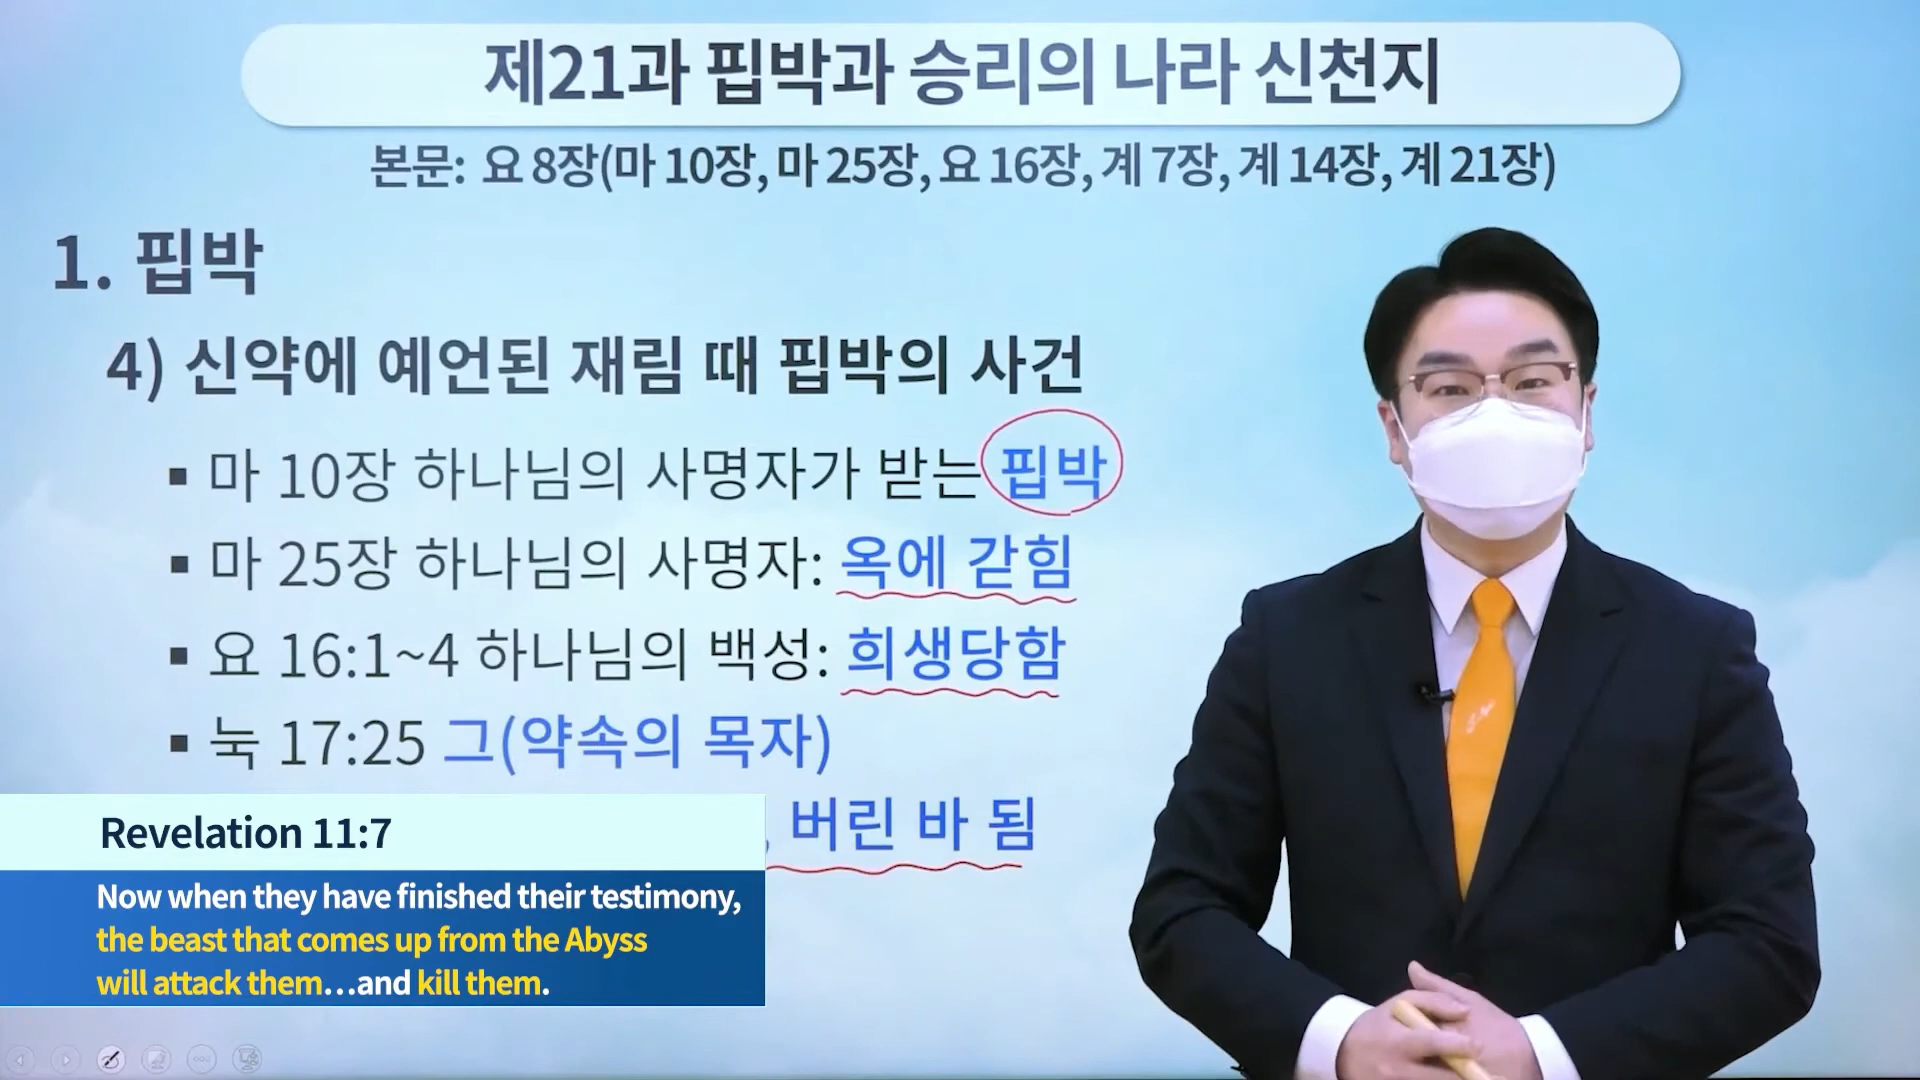 제21과 핍박과 승리의 나라 신천지
본문: 요 8장(마 10장, 마 25장, 요 16장, 계 7장, 계 14장, 계 21장)
1. 핍박
4) 신약에 예언된 재림 때 핍박의 사건
▪ 마 10장 하나님의 사명자가 받는 핍박
▪ 마 25장 하나님의 사명자: 옥에 갇힘
▪ 요 16:1~4 하나님의 백성: 희생당함
▪ 눅 17:25 그(약속의 목자)
, 버린 바 됨
Revelation 11:7
Now when they have finished their testimony,
the beast that comes up from the Abyss
will attack them…and kill them.